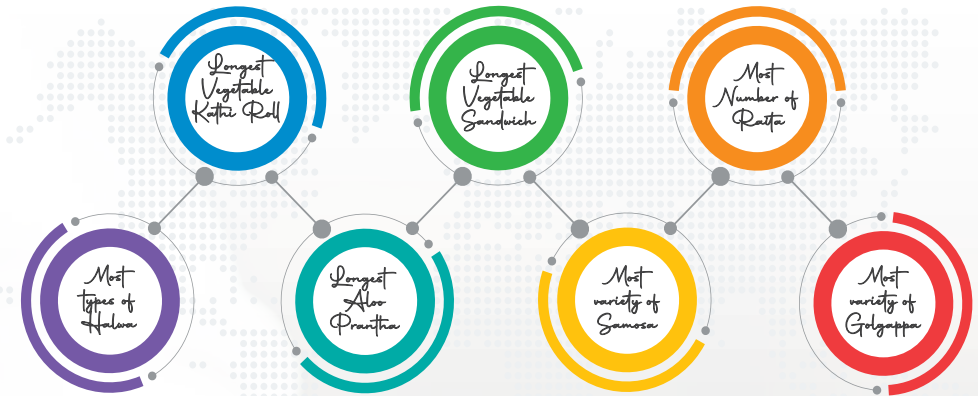 Longest
Vegetable
Kathi Roll
Longest
Vegetable
Sandwich
Most
Number of
Raita
Most
types of
Halwa
Longest
Aloo
Prantha
Most
variety of
Samosa
Most
variety of
Golgappa